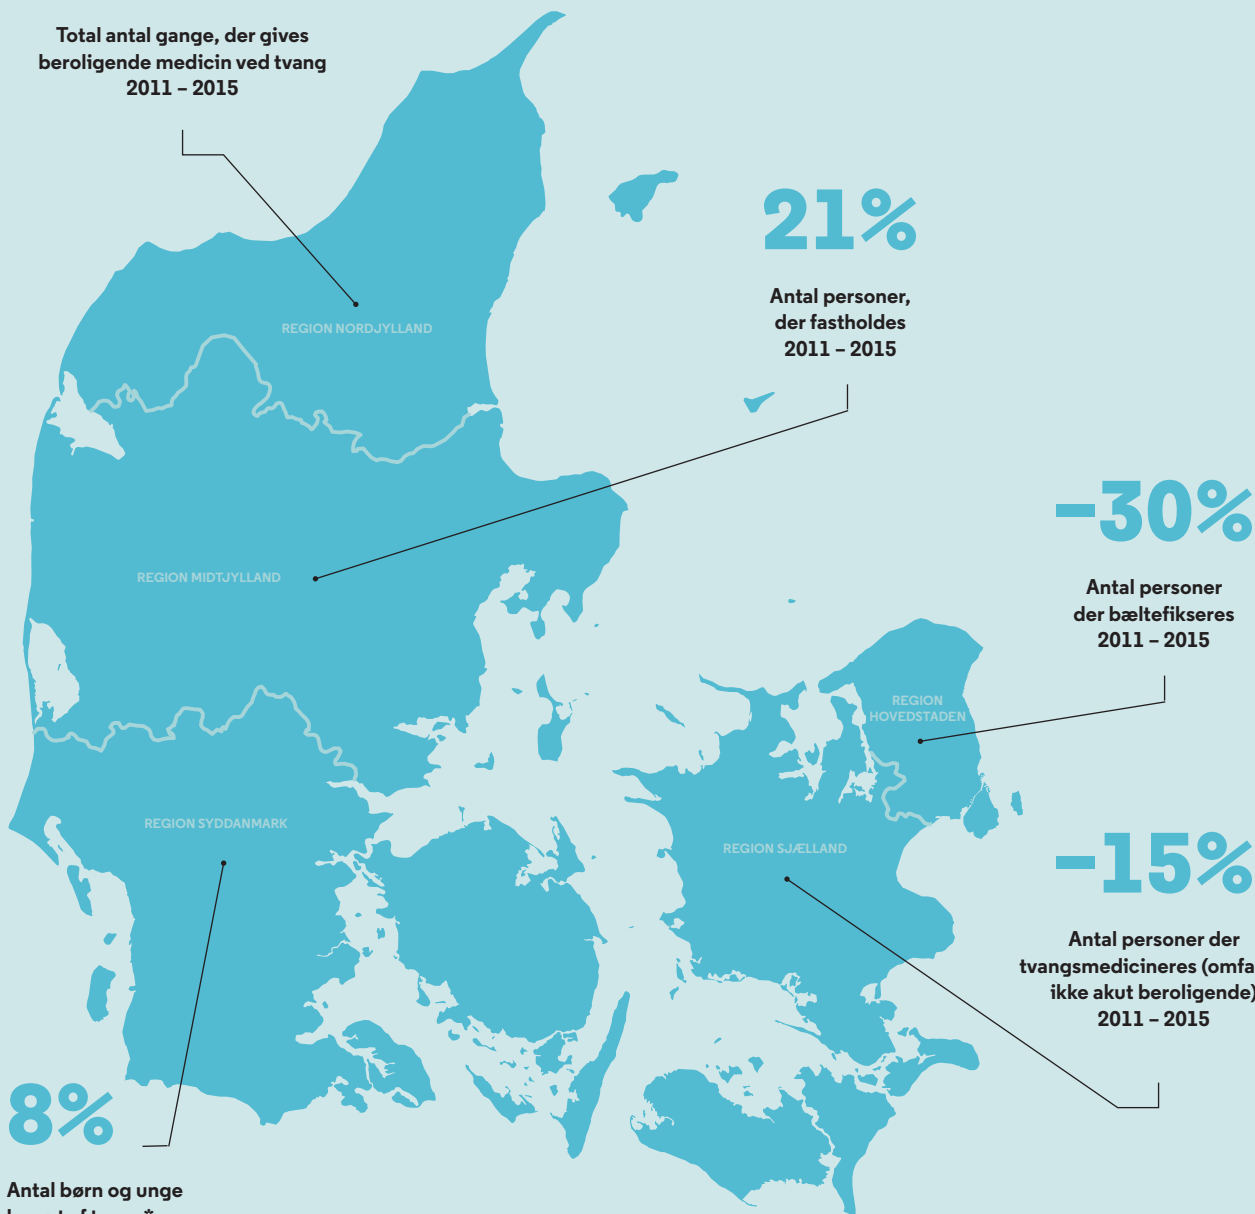 Total antal gange, der gives
beroligende medicin ved tvang
2011 – 2015
21%
Antal personer,
der fastholdes
2011 – 2015
REGION NORDJYLLAND
–30%
Antal personer
der bæltefikseres
2011 – 2015
REGION MIDTJYLLAND
REGION
HOVEDSTADEN
REGION SYDDANMARK
REGION SJÆLLAND
–15%
Antal personer der
tvangsmedicineres
ikke akut beroligende)
2011 – 2015
8%
Antal børn og unge